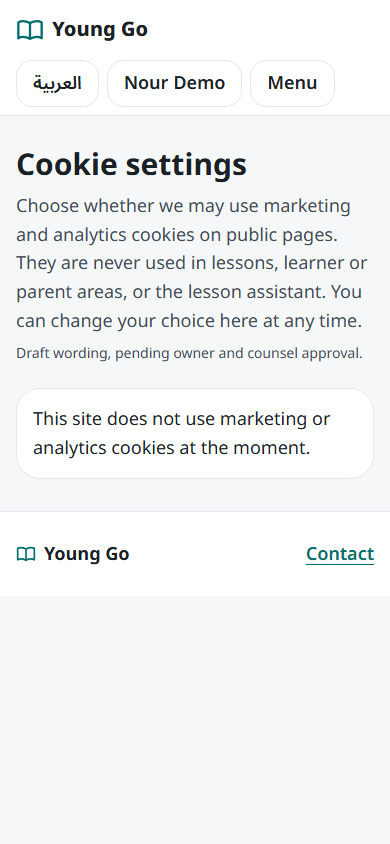 Young Go
العربية
Nour Demo
Menu
Cookie settings
Choose whether we may use marketing
and analytics cookies on public pages.
They are never used in lessons, learner or
parent areas, or the lesson assistant. You
can change your choice here at any time.
Draft wording, pending owner and counsel approval.
This site does not use marketing or
analytics cookies at the moment.
Young Go
Contact